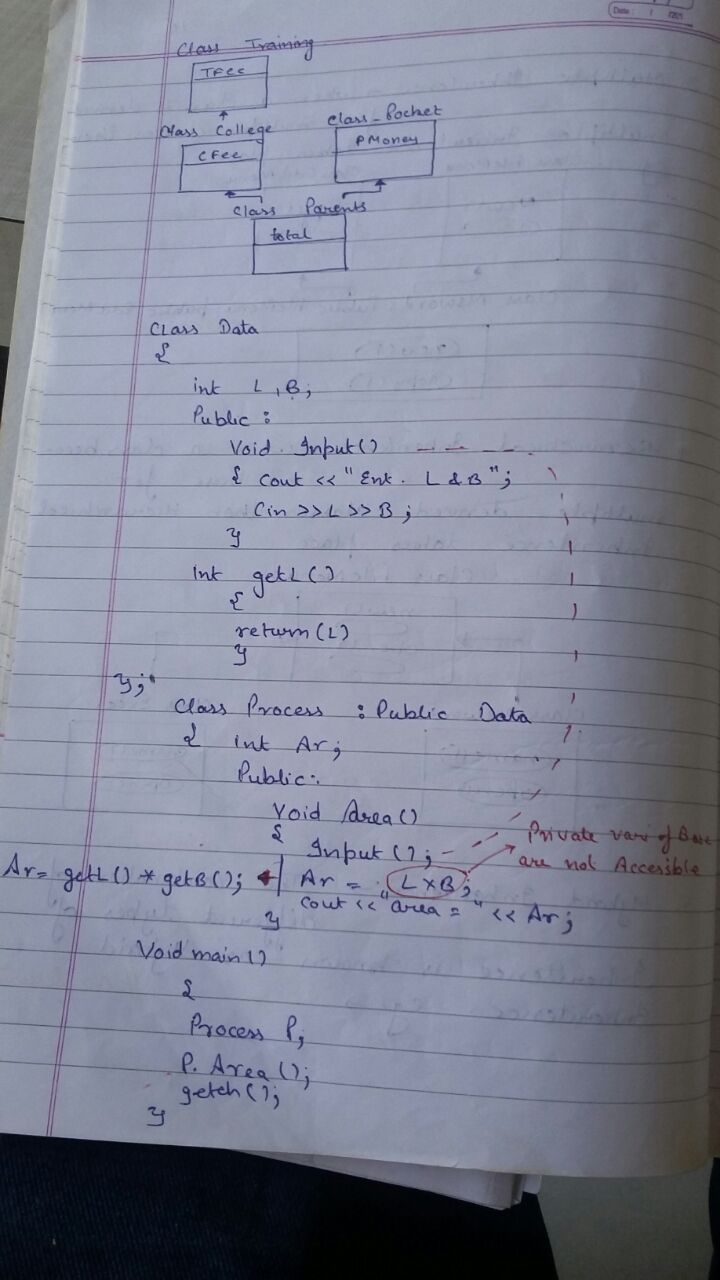 Date: / /201
Class Training
TFee
Class College
Class - Pocket
CFee
PMoney
Class Parents
total
Class Data
{
int L, B;
Public :
Void Input()
{ Cout << "Ent. L & B";
Cin >>L>>B;
}
int getL()
{
return(L)
}
};
Class Process : Public Data
{ int Ar;
Public:
Void Area()
{
Input();
Private vars of Base
are not Accessible
Ar = getL() * getB();
Ar = L×B;
Cout << "area = " << Ar;
}
Void main()
{
Process P;
P. Area();
getch();
}